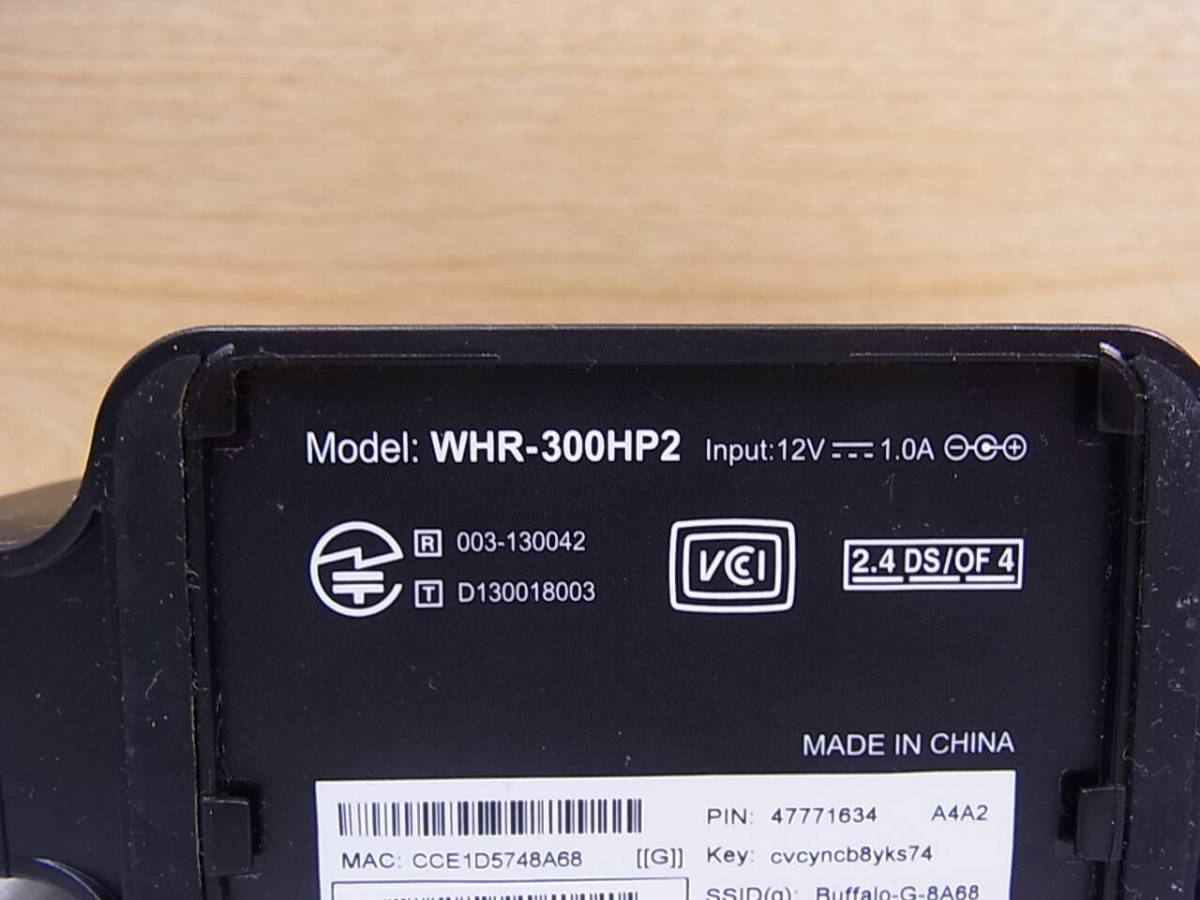 Model: WHR-300HP2 Input:12V 1.0A
R 003-130042
T D130018003
VCCI
2.4 DS/OF 4
MADE IN CHINA
PIN: 47771634 A4A2
MAC: CCE1D5748A68 [[G]]
Key: cvcyncb8yks74
SSID(g): Buffalo-G-8A68